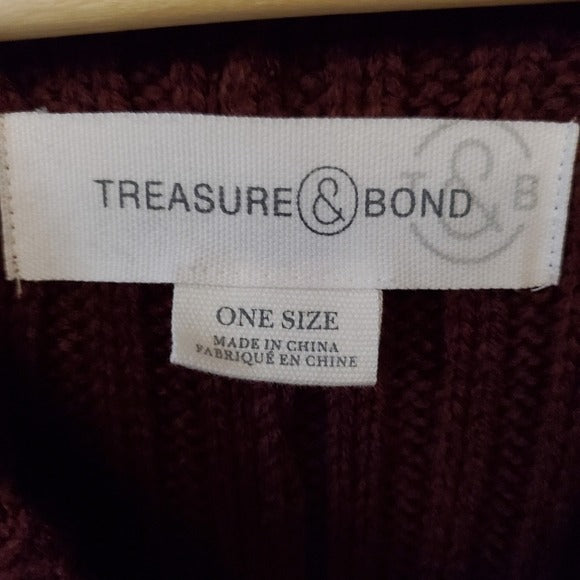 TREASURE & BOND
T & B
ONE SIZE
MADE IN CHINA
FABRIQUÉ EN CHINE